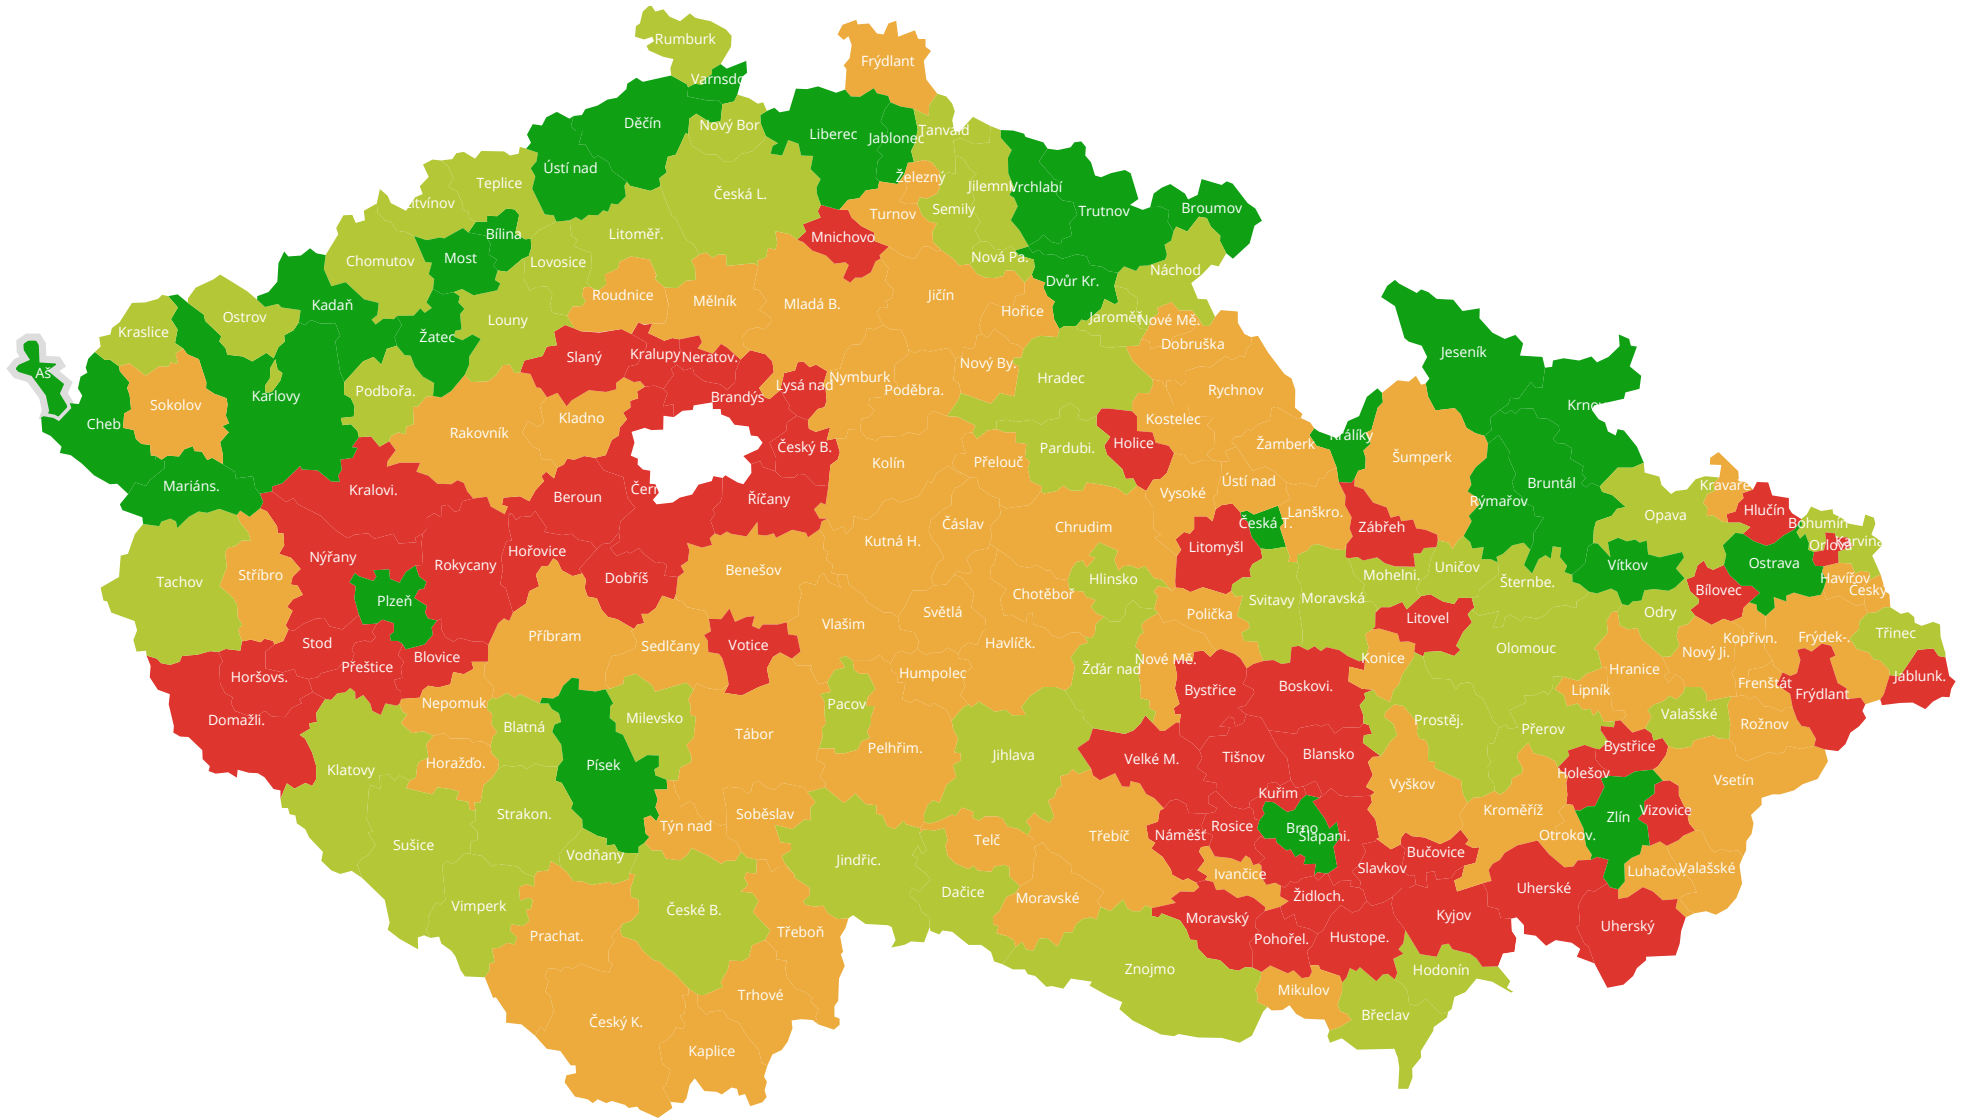 Rumburk
Frýdlant
Varnsdo
Děčín
Nový Bor
Liberec
Jablonec
Tanvald
Ústí nad
Teplice
Železný
Jilemni
Vrchlabí
Litvínov
Česká L.
Semily
Turnov
Trutnov
Broumov
Bílina
Litoměř.
Mnichovo
Most
Chomutov
Lovosice
Nová Pa.
Náchod
Dvůr Kr.
Kadaň
Roudnice
Mělník
Mladá B.
Jičín
Hořice
Ostrov
Louny
Jaroměř
Nové Mě.
Kraslice
Žatec
Dobruška
Slaný
Kralupy
Neratov.
Jeseník
Aš
Nový By.
Nymburk
Lysá nad
Hradec
Poděbra.
Rychnov
Podbořa.
Karlovy
Brandýs
Sokolov
Krnov
Kladno
Kostelec
Cheb
Rakovník
Králíky
Holice
Žamberk
Český B.
Pardubi.
Šumperk
Kolín
Přelouč
Mariáns.
Kralovi.
Beroun
Říčany
Vysoké
Ústí nad
Bruntál
Kravaře
Rýmařov
Lanškro.
Hlučín
Opava
Čáslav
Chrudim
Česká T.
Zábřeh
Bohumín
Kutná H.
Litomyšl
Orlová
Karviná
Hořovice
Nýřany
Rokycany
Stříbro
Tachov
Dobříš
Benešov
Hlinsko
Mohelni.
Uničov
Šternbe.
Vítkov
Ostrava
Havířov
Český
Plzeň
Chotěboř
Svitavy
Moravská
Bílovec
Světlá
Polička
Litovel
Odry
Vlašim
Příbram
Sedlčany
Votice
Havlíčk.
Kopřivn.
Frýdek-.
Třinec
Stod
Přeštice
Blovice
Nové Mě.
Konice
Olomouc
Nový Ji.
Horšovs.
Humpolec
Žďár nad
Hranice
Jablunk.
Bystřice
Boskovi.
Lipník
Frenštát
Frýdlant
Nepomuk
Pacov
Domažli.
Blatná
Milevsko
Prostěj.
Valašské
Rožnov
Přerov
Tábor
Pelhřim.
Bystřice
Jihlava
Velké M.
Tišnov
Blansko
Klatovy
Horažďo.
Písek
Holešov
Vsetín
Vyškov
Kuřim
Strakon.
Soběslav
Kroměříž
Zlín
Vizovice
Týn nad
Rosice
Brno
Šlapani.
Telč
Třebíč
Náměšť
Otrokov.
Sušice
Vodňany
Jindřic.
Bučovice
Slavkov
Ivančice
Luhačov.
Valašské
Dačice
Moravské
Židloch.
Uherské
Vimperk
České B.
Moravský
Kyjov
Uherský
Prachat.
Třeboň
Pohořel.
Hustope.
Znojmo
Hodonín
Trhové
Mikulov
Český K.
Břeclav
Kaplice